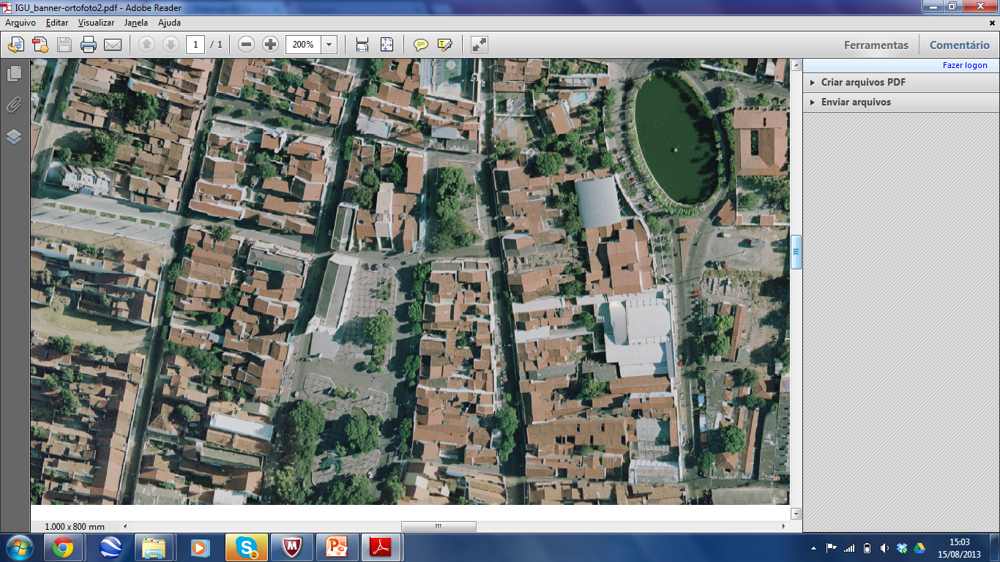 IGU_banner-ortofoto2.pdf - Adobe Reader
Arquivo Editar Visualizar Janela Ajuda
1 / 1
200%
Ferramentas
Comentário
Fazer logon
Criar arquivos PDF
Enviar arquivos
1.000 x 800 mm
2
15:03
15/08/2013